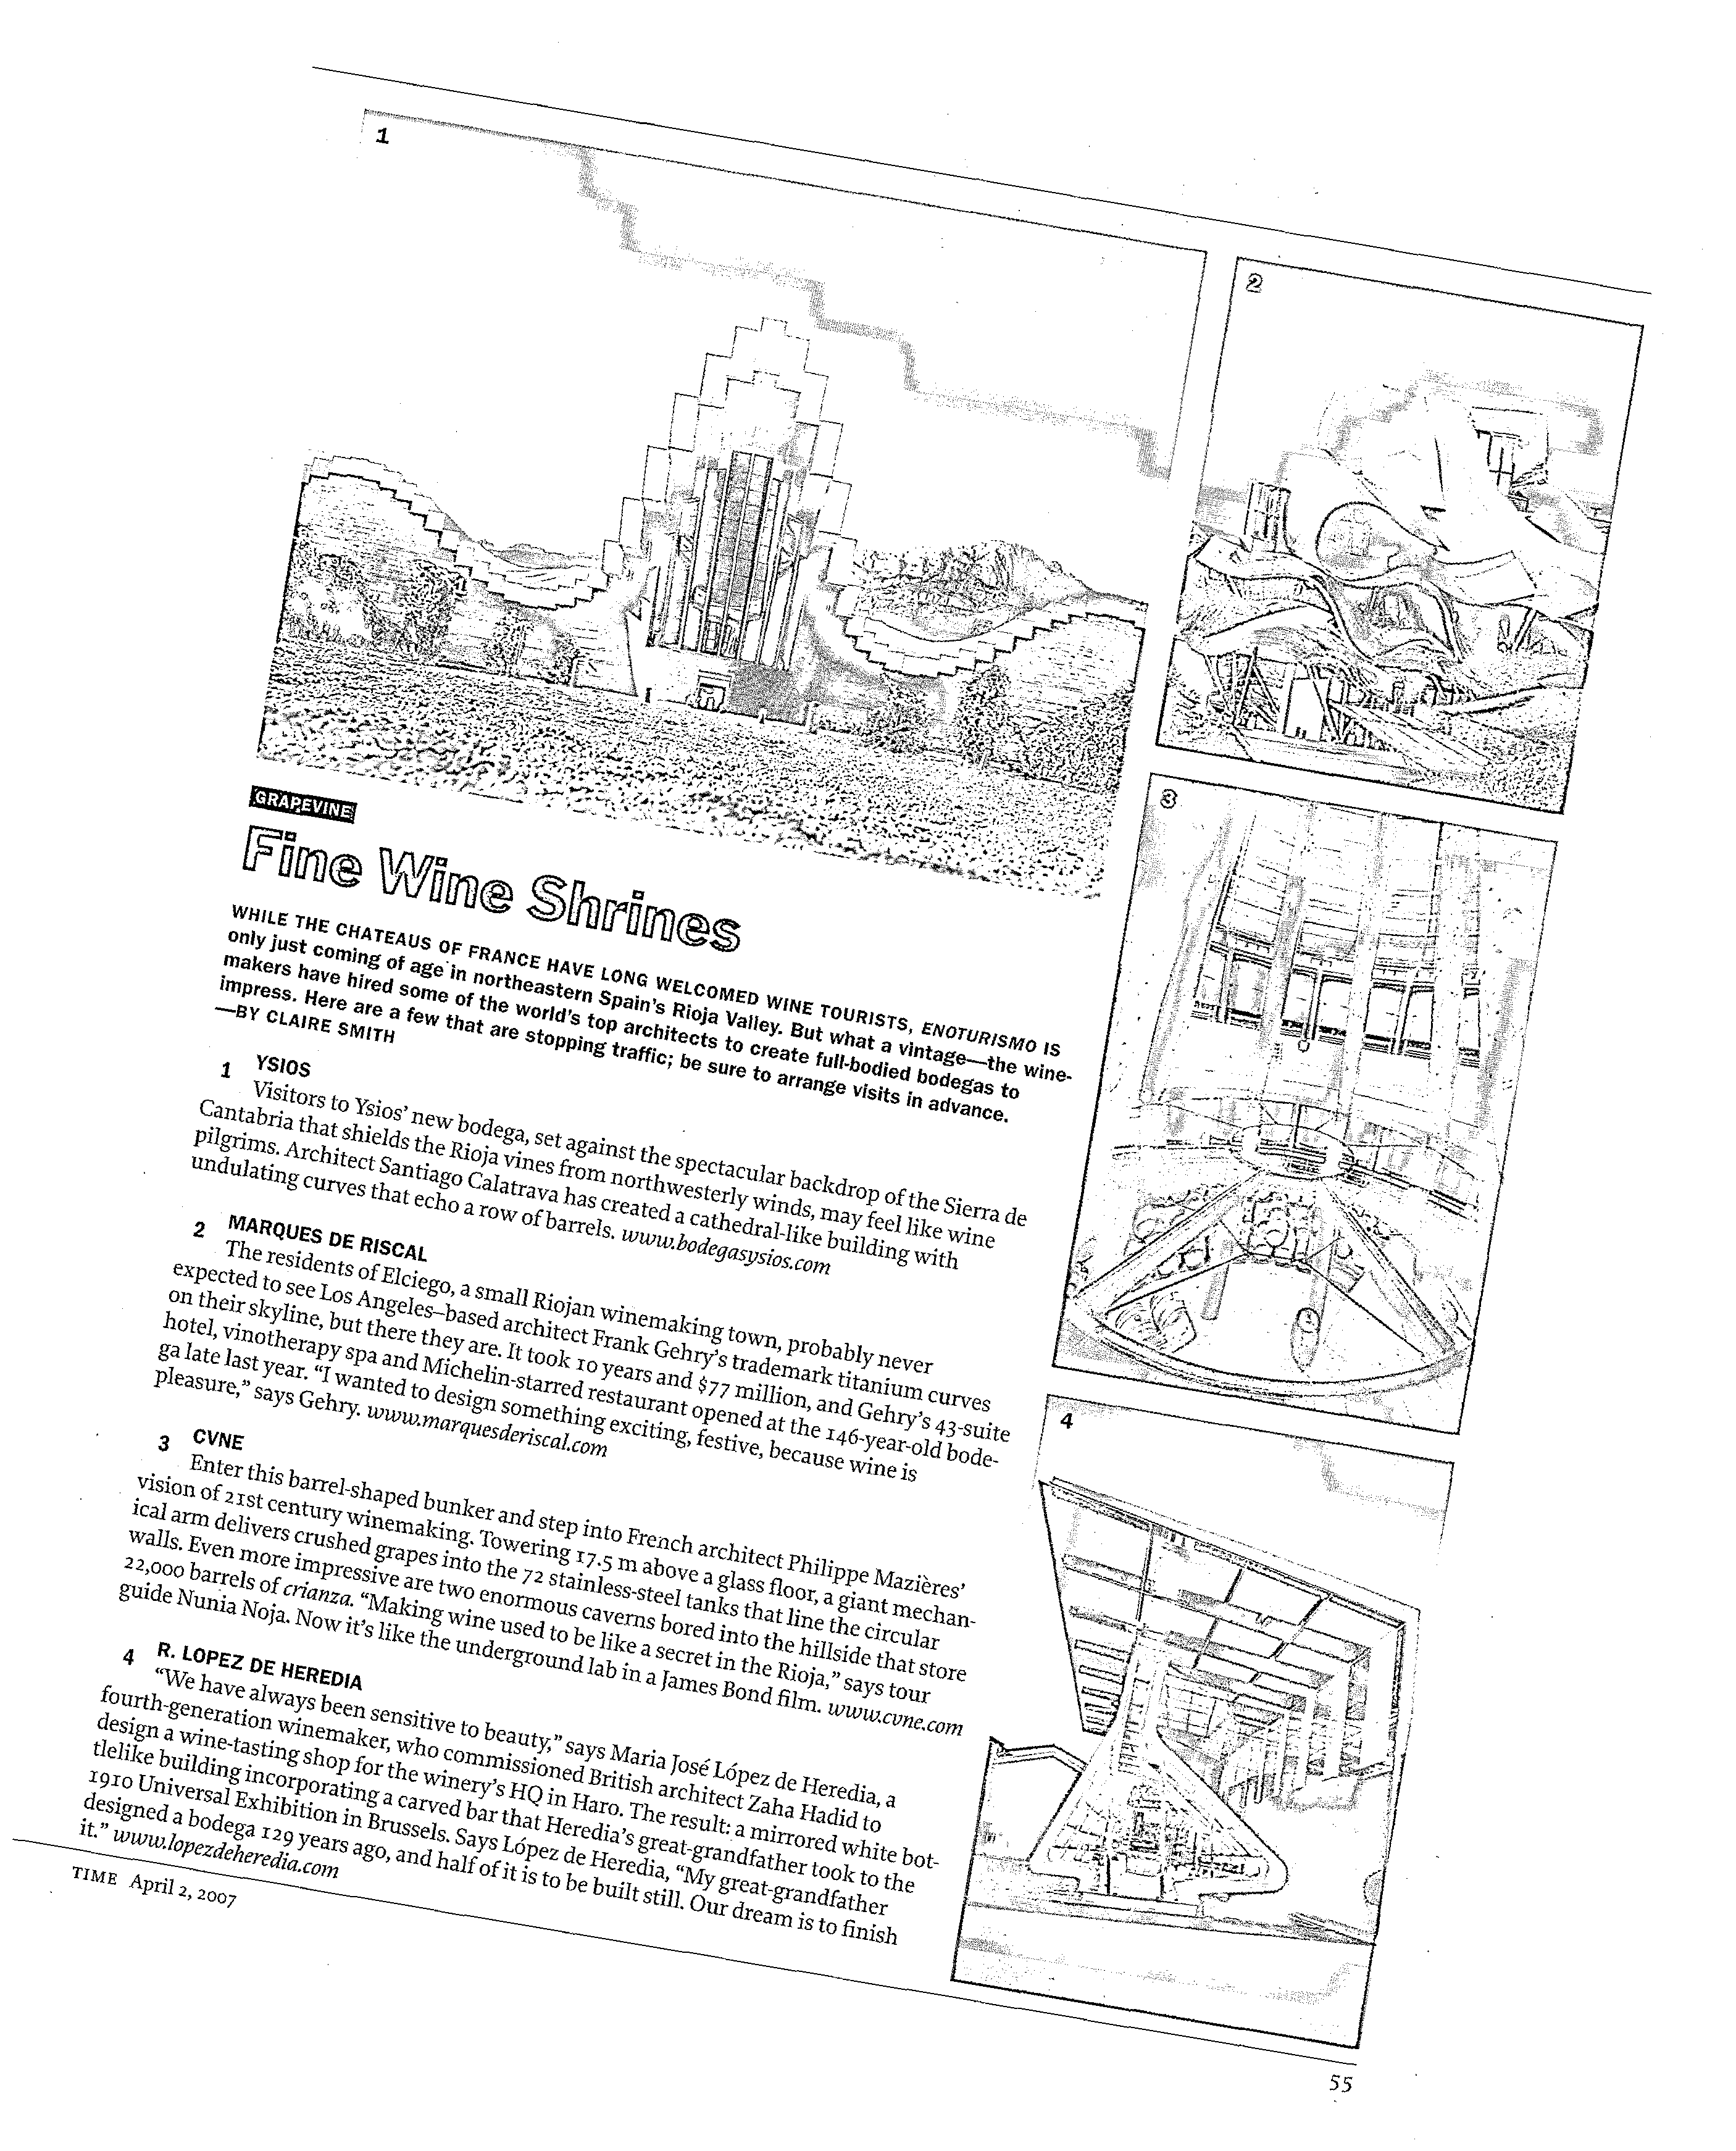 1
2
3
4
GRAPEVINE
Fine Wine Shrines
WHILE THE CHATEAUS OF FRANCE HAVE LONG WELCOMED WINE TOURISTS, ENOTURISMO IS
only just coming of age in northeastern Spain's Rioja Valley. But what a vintage—the wine-
makers have hired some of the world's top architects to create full-bodied bodegas to
impress. Here are a few that are stopping traffic; be sure to arrange visits in advance.
—BY CLAIRE SMITH
1 YSIOS
Visitors to Ysios' new bodega, set against the spectacular backdrop of the Sierra de
Cantabria that shields the Rioja vines from northwesterly winds, may feel like wine
pilgrims. Architect Santiago Calatrava has created a cathedral-like building with
undulating curves that echo a row of barrels. www.bodegasysios.com
2 MARQUES DE RISCAL
The residents of Elciego, a small Riojan winemaking town, probably never
expected to see Los Angeles–based architect Frank Gehry's trademark titanium curves
on their skyline, but there they are. It took 10 years and $77 million, and Gehry's 43-suite
hotel, vinotherapy spa and Michelin-starred restaurant opened at the 146-year-old bode-
ga late last year. “I wanted to design something exciting, festive, because wine is
pleasure,” says Gehry. www.marquesderiscal.com
3 CVNE
Enter this barrel-shaped bunker and step into French architect Philippe Mazières'
vision of 21st century winemaking. Towering 17.5 m above a glass floor, a giant mechan-
ical arm delivers crushed grapes into the 72 stainless-steel tanks that line the circular
walls. Even more impressive are two enormous caverns bored into the hillside that store
22,000 barrels of crianza. “Making wine used to be like a secret in the Rioja,” says tour
guide Nunia Noja. Now it's like the underground lab in a James Bond film. www.cvne.com
4 R. LOPEZ DE HEREDIA
“We have always been sensitive to beauty,” says Maria José López de Heredia, a
fourth-generation winemaker, who commissioned British architect Zaha Hadid to
design a wine-tasting shop for the winery's HQ in Haro. The result: a mirrored white bot-
tlelike building incorporating a carved bar that Heredia's great-grandfather took to the
1910 Universal Exhibition in Brussels. Says López de Heredia, “My great-grandfather
designed a bodega 129 years ago, and half of it is to be built still. Our dream is to finish
it.” www.lopezdeheredia.com
TIME April 2, 2007
55